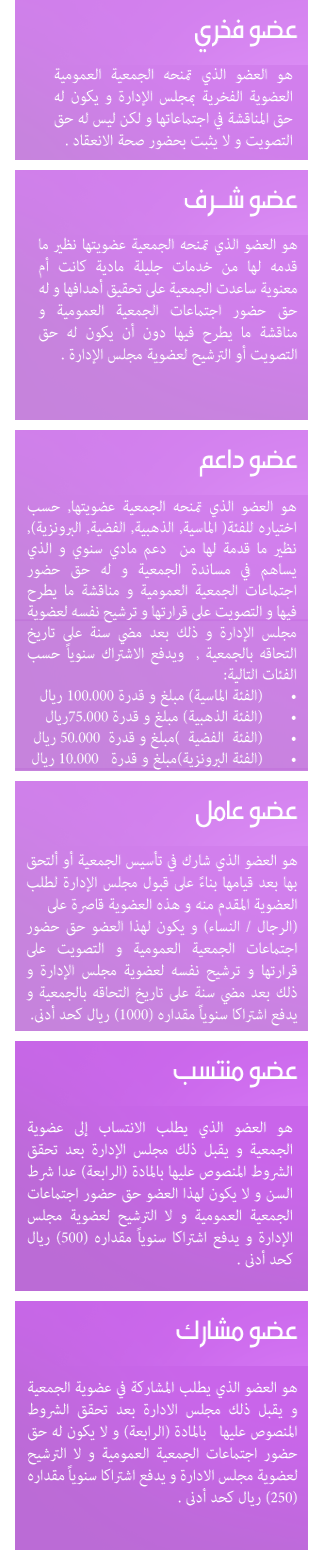 عضو فخري
هو العضو الذي تمنحه الجمعية العمومية
العضوية الفخرية بمجلس الإدارة و يكون له
حق المناقشة في اجتماعاتها و لكن ليس له حق
التصويت و لا يثبت بحضور صحة الانعقاد .
عضو شــرف
هو العضو الذي تمنحه الجمعية عضويتها نظير ما
قدمه لها من خدمات جليلة مادية كانت أم
معنوية ساعدت الجمعية على تحقيق أهدافها و له
حق حضور اجتماعات الجمعية العمومية و
مناقشة ما يطرح فيها دون أن يكون له حق
التصويت أو الترشيح لعضوية مجلس الإدارة .
عضو داعم
هو العضو الذي تمنحه الجمعية عضويتها, حسب
اختياره للفئة( الماسية, الذهبية, الفضية, البرونزية),
نظير ما قدمة لها من دعم مادي سنوي و الذي
يساهم في مساندة الجمعية و له حق حضور
اجتماعات الجمعية العمومية و مناقشة ما يطرح
فيها و التصويت على قرارتها و ترشيح نفسه لعضوية
مجلس الإدارة و ذلك بعد مضي سنة على تاريخ
التحاقه بالجمعية , ويدفع الاشتراك سنوياً حسب
الفئات التالية:
• (الفئة الماسية) مبلغ و قدرة 100.000 ريال
• (الفئة الذهبية) مبلغ و قدرة 75.000ريال
• (الفئة الفضية )مبلغ و قدرة 50.000 ريال
• (الفئة البرونزية)مبلغ و قدرة 10.000 ريال
عضو عامل
هو العضو الذي شارك في تأسيس الجمعية أو ألتحق
بها بعد قيامها بناءً على قبول مجلس الإدارة لطلب
العضوية المقدم منه و هذه العضوية قاصرة على
(الرجال / النساء) و يكون لهذا العضو حق حضور
اجتماعات الجمعية العمومية و التصويت على
قرارتها و ترشيح نفسه لعضوية مجلس الإدارة و
ذلك بعد مضي سنة على تاريخ التحاقه بالجمعية و
يدفع اشتراكا سنوياً مقداره (1000) ريال كحد أدنى.
عضو منتسب
هو العضو الذي يطلب الانتساب إلى عضوية
الجمعية و يقبل ذلك مجلس الإدارة بعد تحقق
الشروط المنصوص عليها بالمادة (الرابعة) عدا شرط
السن و لا يكون لهذا العضو حق حضور اجتماعات
الجمعية العمومية و لا الترشيح لعضوية مجلس
الإدارة و يدفع اشتراكا سنوياً مقداره (500) ريال
كحد أدنى .
عضو مشارك
هو العضو الذي يطلب المشاركة في عضوية الجمعية
و يقبل ذلك مجلس الادارة بعد تحقق الشروط
المنصوص عليها بالمادة (الرابعة) و لا يكون له حق
حضور اجتماعات الجمعية العمومية و لا الترشيح
لعضوية مجلس الادارة و يدفع اشتراكا سنوياً مقداره
(250) ريال كحد أدنى .